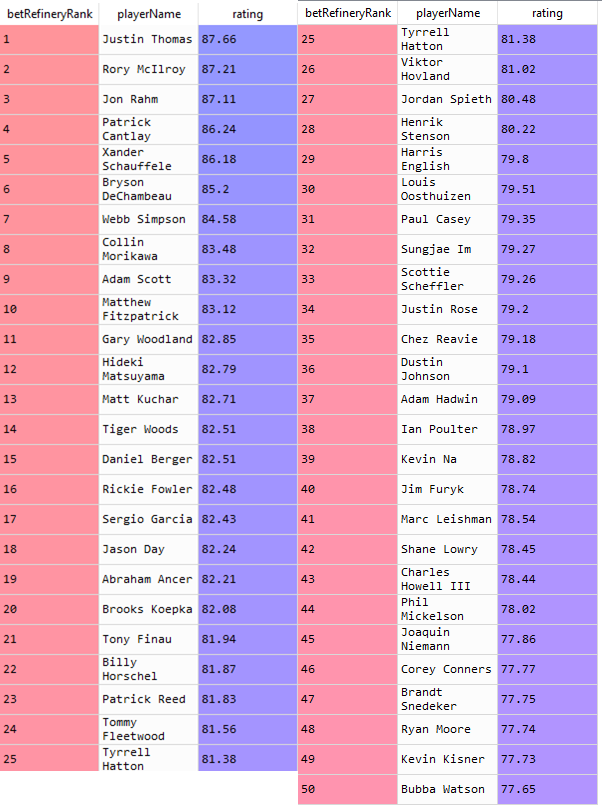 betRefineryRank playerName rating
1 Justin Thomas 87.66
2 Rory McIlroy 87.21
3 Jon Rahm 87.11
4 Patrick Cantlay 86.24
5 Xander Schauffele 86.18
6 Bryson DeChambeau 85.2
7 Webb Simpson 84.58
8 Collin Morikawa 83.48
9 Adam Scott 83.32
10 Matthew Fitzpatrick 83.12
11 Gary Woodland 82.85
12 Hideki Matsuyama 82.79
13 Matt Kuchar 82.71
14 Tiger Woods 82.51
15 Daniel Berger 82.51
16 Rickie Fowler 82.48
17 Sergio Garcia 82.43
18 Jason Day 82.24
19 Abraham Ancer 82.21
20 Brooks Koepka 82.08
21 Tony Finau 81.94
22 Billy Horschel 81.87
23 Patrick Reed 81.83
24 Tommy Fleetwood 81.56
25 Tyrrell Hatton 81.38
betRefineryRank playerName rating
25 Tyrrell Hatton 81.38
26 Viktor Hovland 81.02
27 Jordan Spieth 80.48
28 Henrik Stenson 80.22
29 Harris English 79.8
30 Louis Oosthuizen 79.51
31 Paul Casey 79.35
32 Sungjae Im 79.27
33 Scottie Scheffler 79.26
34 Justin Rose 79.2
35 Chez Reavie 79.18
36 Dustin Johnson 79.1
37 Adam Hadwin 79.09
38 Ian Poulter 78.97
39 Kevin Na 78.82
40 Jim Furyk 78.74
41 Marc Leishman 78.54
42 Shane Lowry 78.45
43 Charles Howell III 78.44
44 Phil Mickelson 78.02
45 Joaquin Niemann 77.86
46 Corey Conners 77.77
47 Brandt Snedeker 77.75
48 Ryan Moore 77.74
49 Kevin Kisner 77.73
50 Bubba Watson 77.65